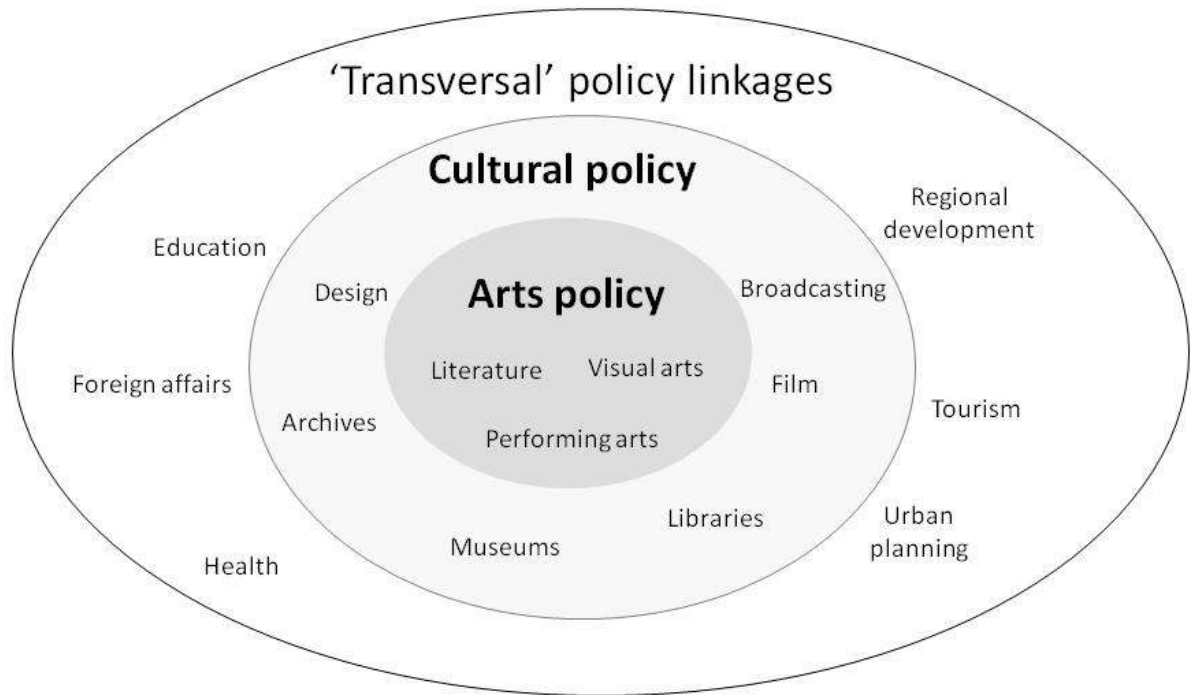 ‘Transversal’ policy linkages
Cultural policy
Regional
development
Education
Design
Arts policy
Broadcasting
Literature
Visual arts
Film
Foreign affairs
Archives
Tourism
Performing arts
Libraries
Urban
planning
Museums
Health